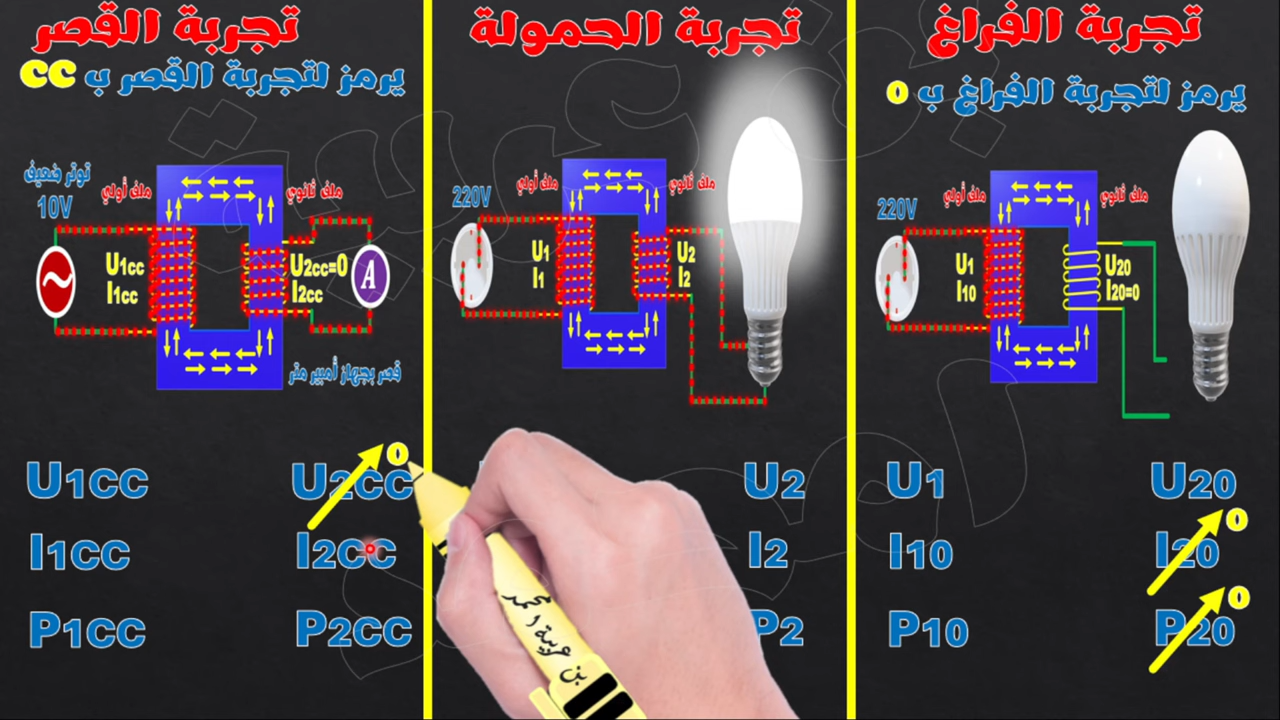 تجربة الفراغ
يرمز لتجربة الفراغ ب o
220V
ملف أولي
ملف ثانوي
U1
I10
U20
I20=0
U1
U20
I10
I20
o
P10
P20
o
تجربة الحمولة
220V
ملف أولي
ملف ثانوي
U1
I1
U2
I2
U2
I2
P2
تجربة القصر
يرمز لتجربة القصر ب CC
توتر ضعيف
10V
ملف أولي
ملف ثانوي
U1cc
I1cc
U2cc=0
I2cc
A
قصر بجهاز أمبير متر
U1CC
U2CC
o
I1CC
I2CC
P1CC
P2CC